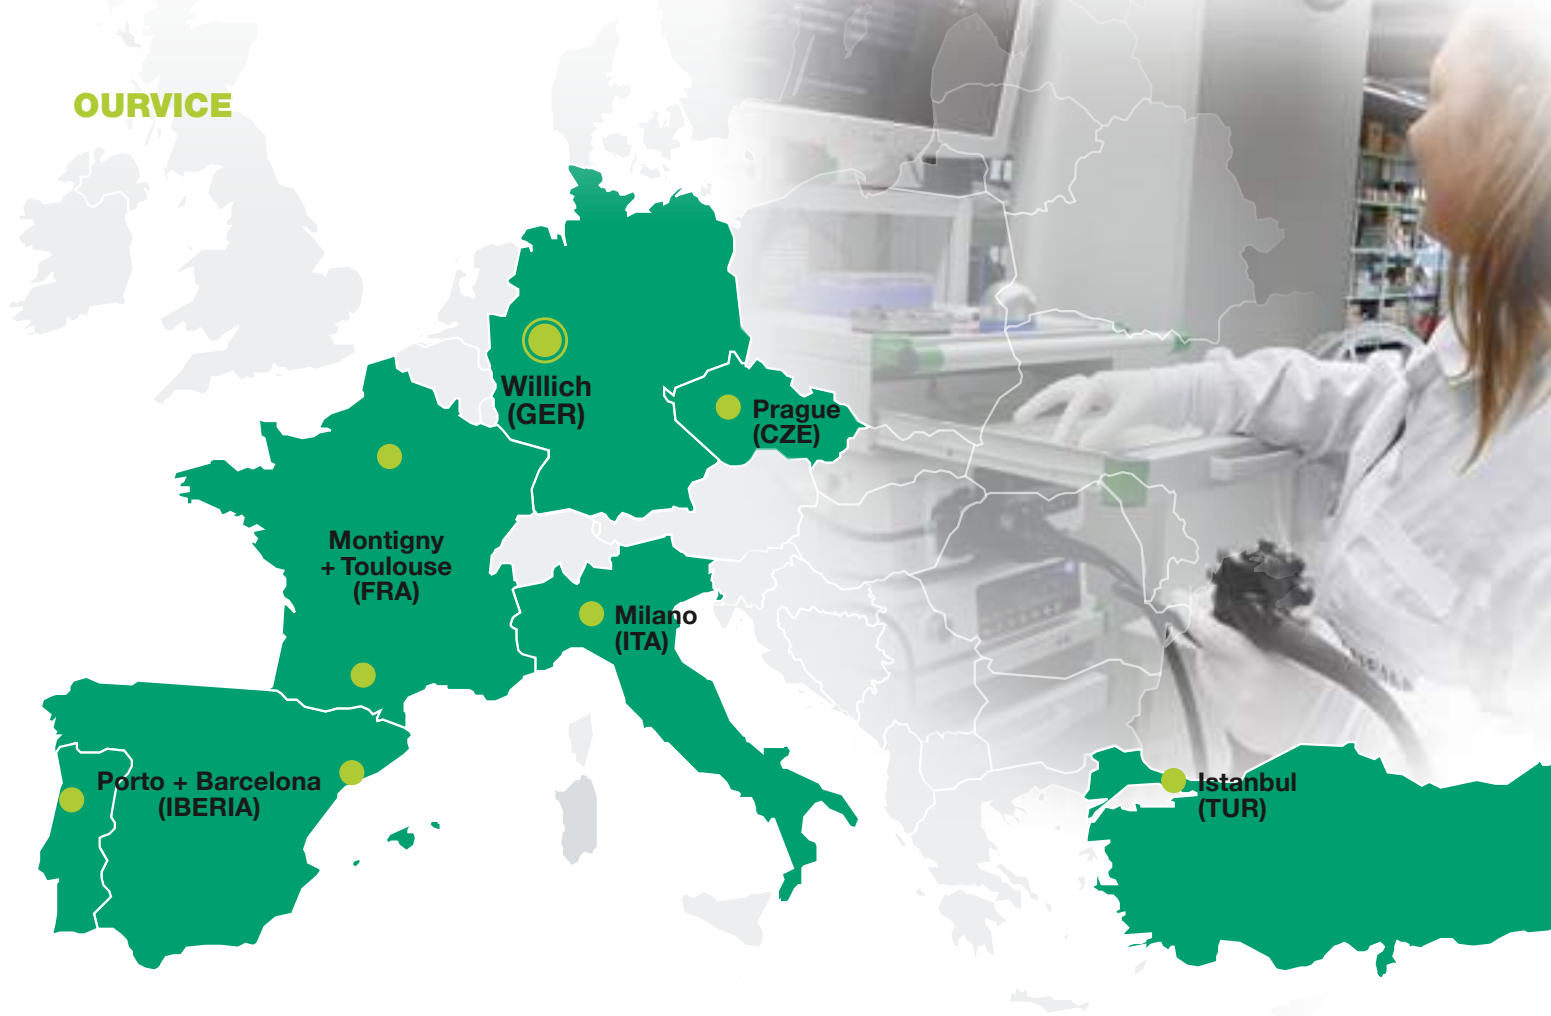 OURVICE
Willich
(GER)
Prague
(CZE)
Montigny
+ Toulouse
(FRA)
Milano
(ITA)
Porto + Barcelona
(IBERIA)
Istanbul
(TUR)